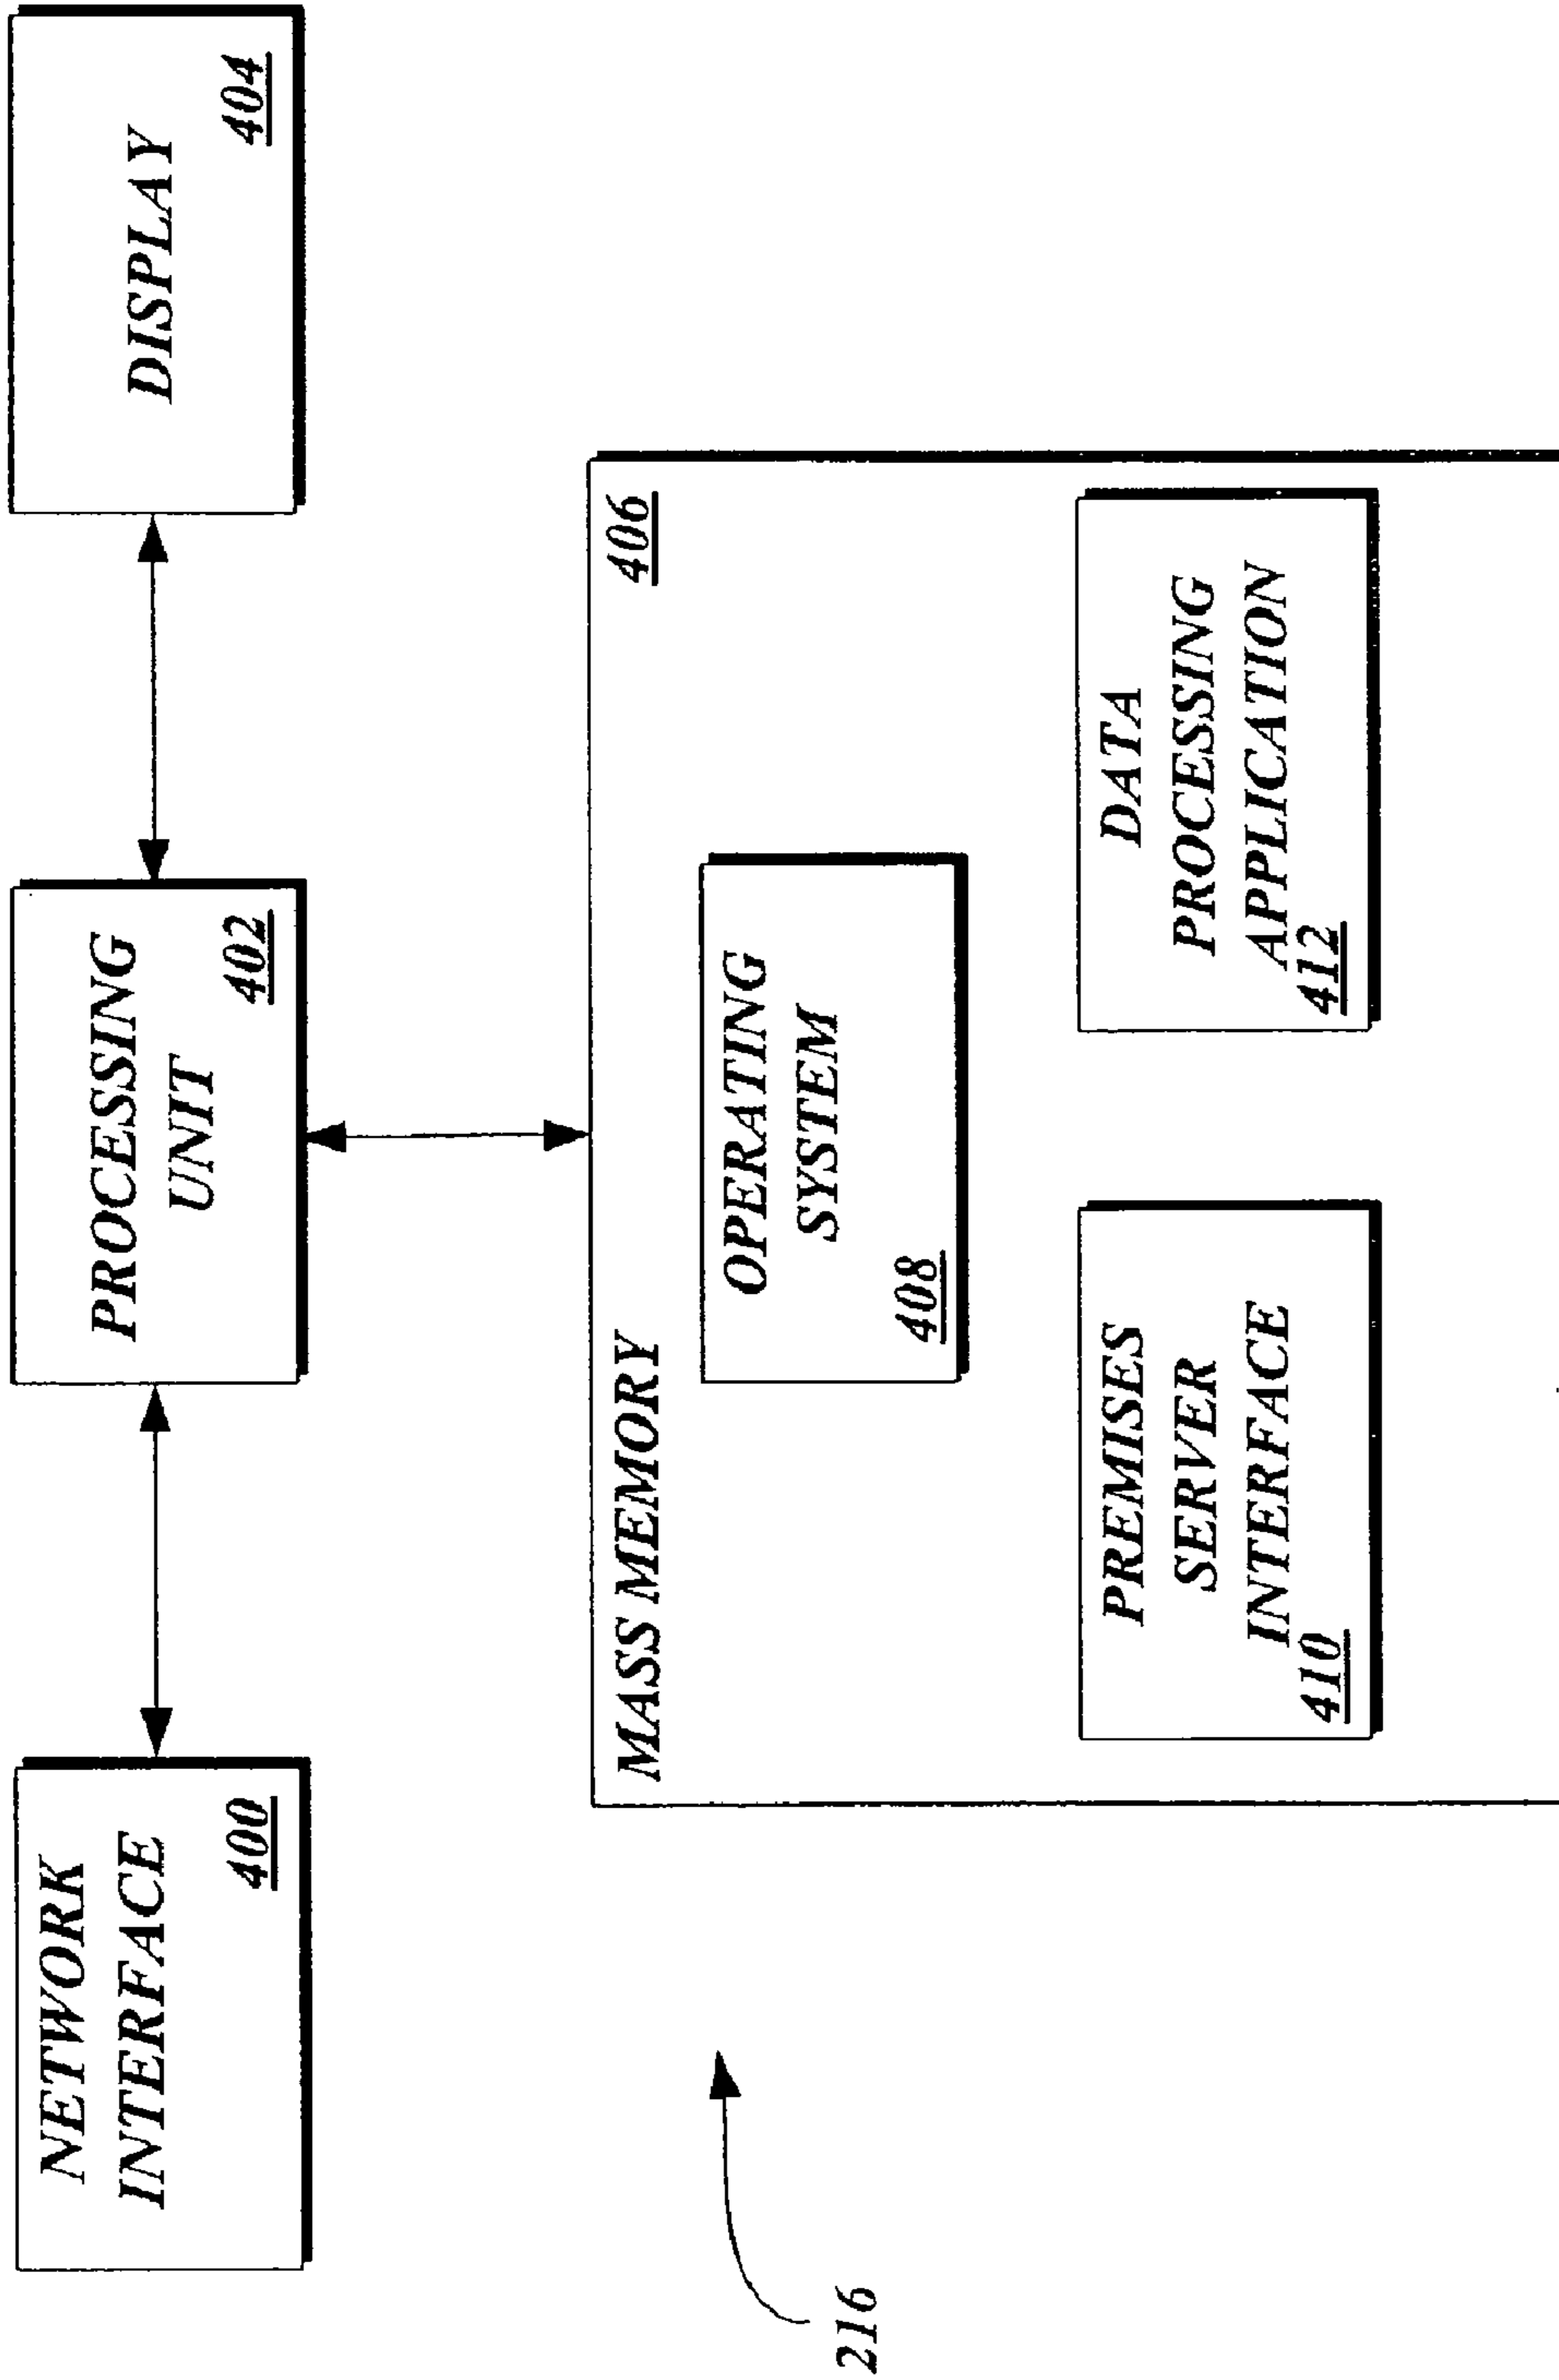 NETWORK
INTERFACE
400
PROCESSING
UNIT
402
DISPLAY
404
MASS MEMORY
406
OPERATING
SYSTEM
408
PREMISES
SERVER
INTERFACE
410
DATA
PROCESSING
APPLICATION
412
216